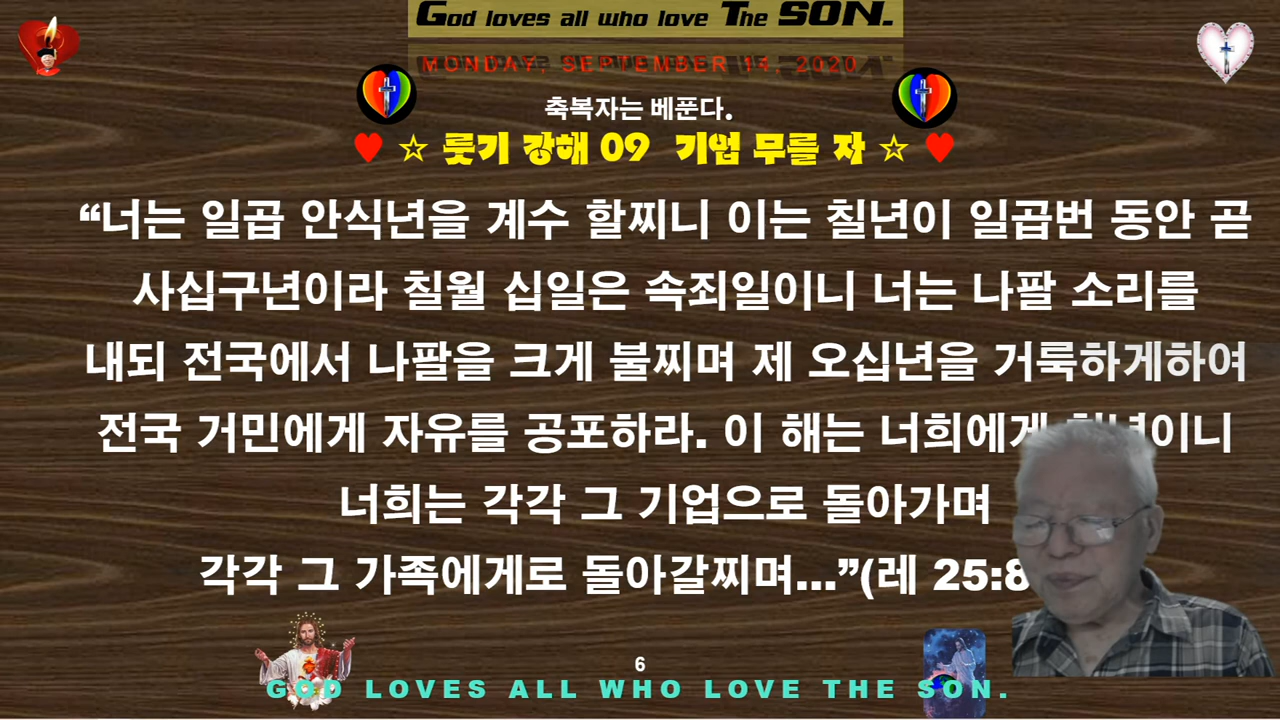 God loves all who love The SON.
MONDAY, SEPTEMBER 14, 2020
축복자는 베푼다.
♥ ☆ 룻기 강해 09 기업 무를 자 ☆ ♥
“너는 일곱 안식년을 계수 할찌니 이는 칠년이 일곱번 동안 곧
사십구년이라 칠월 십일은 속죄일이니 너는 나팔 소리를
내되 전국에서 나팔을 크게 불찌며 제 오십년을 거룩하게하여
전국 거민에게 자유를 공포하라. 이 해는 너희에게
너희는 각각 그 기업으로 돌아가며
각각 그 가족에게로 돌아갈찌며...”(레 25:8
6
GOD LOVES ALL WHO LOVE THE SON.